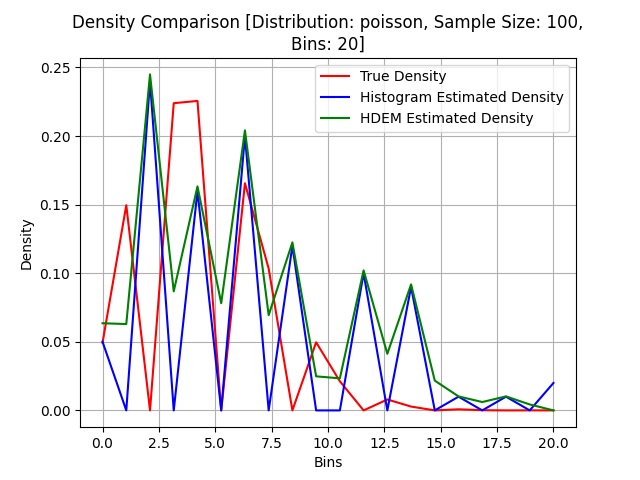 Density Comparison [Distribution: poisson, Sample Size: 100,
Bins: 20]
True Density
Histogram Estimated Density
HDEM Estimated Density
Density
0.25
0.20
0.15
0.10
0.05
0.00
0.0 2.5 5.0 7.5 10.0 12.5 15.0 17.5 20.0
Bins